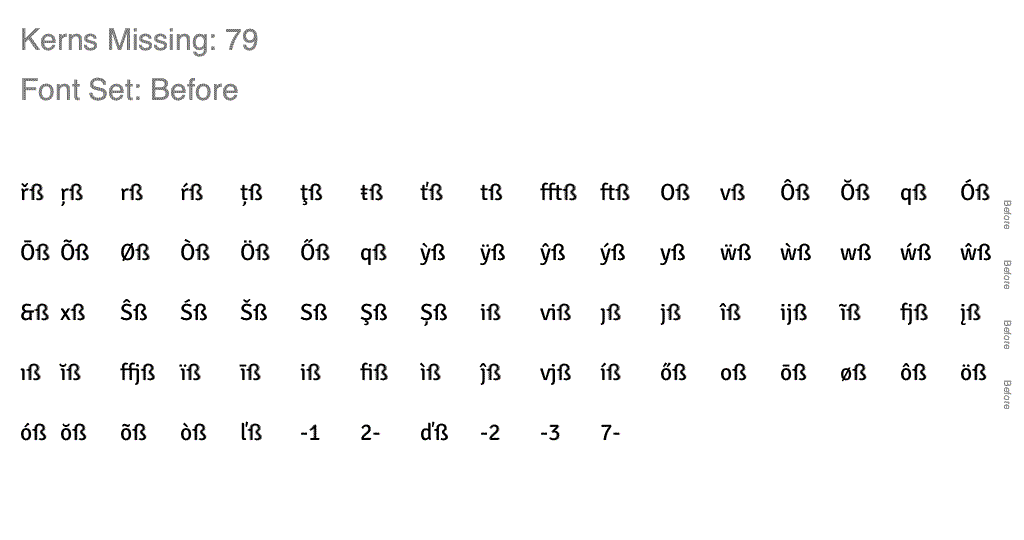 Kerns Missing: 79
Font Set: Before
řß ŗß rß ŕß țß ţß ŧß ťß tß fftß ftß Oß vß Ôß Ŏß qß Óß
Before
Ōß Õß Øß Òß Öß Őß qß ỳß ÿß ŷß ýß yß ẅß ẁß wß ẃß ŵß
Before
&ß xß Ŝß Śß Šß Sß Şß Șß iß viß ȷß jß îß ijß ĩß fjß įß
Before
ıß ĭß ffjß ïß īß iß fiß ìß ĵß vjß íß őß oß ōß øß ôß öß
Before
óß ŏß õß òß ľß -1 2- ďß -2 -3 7-